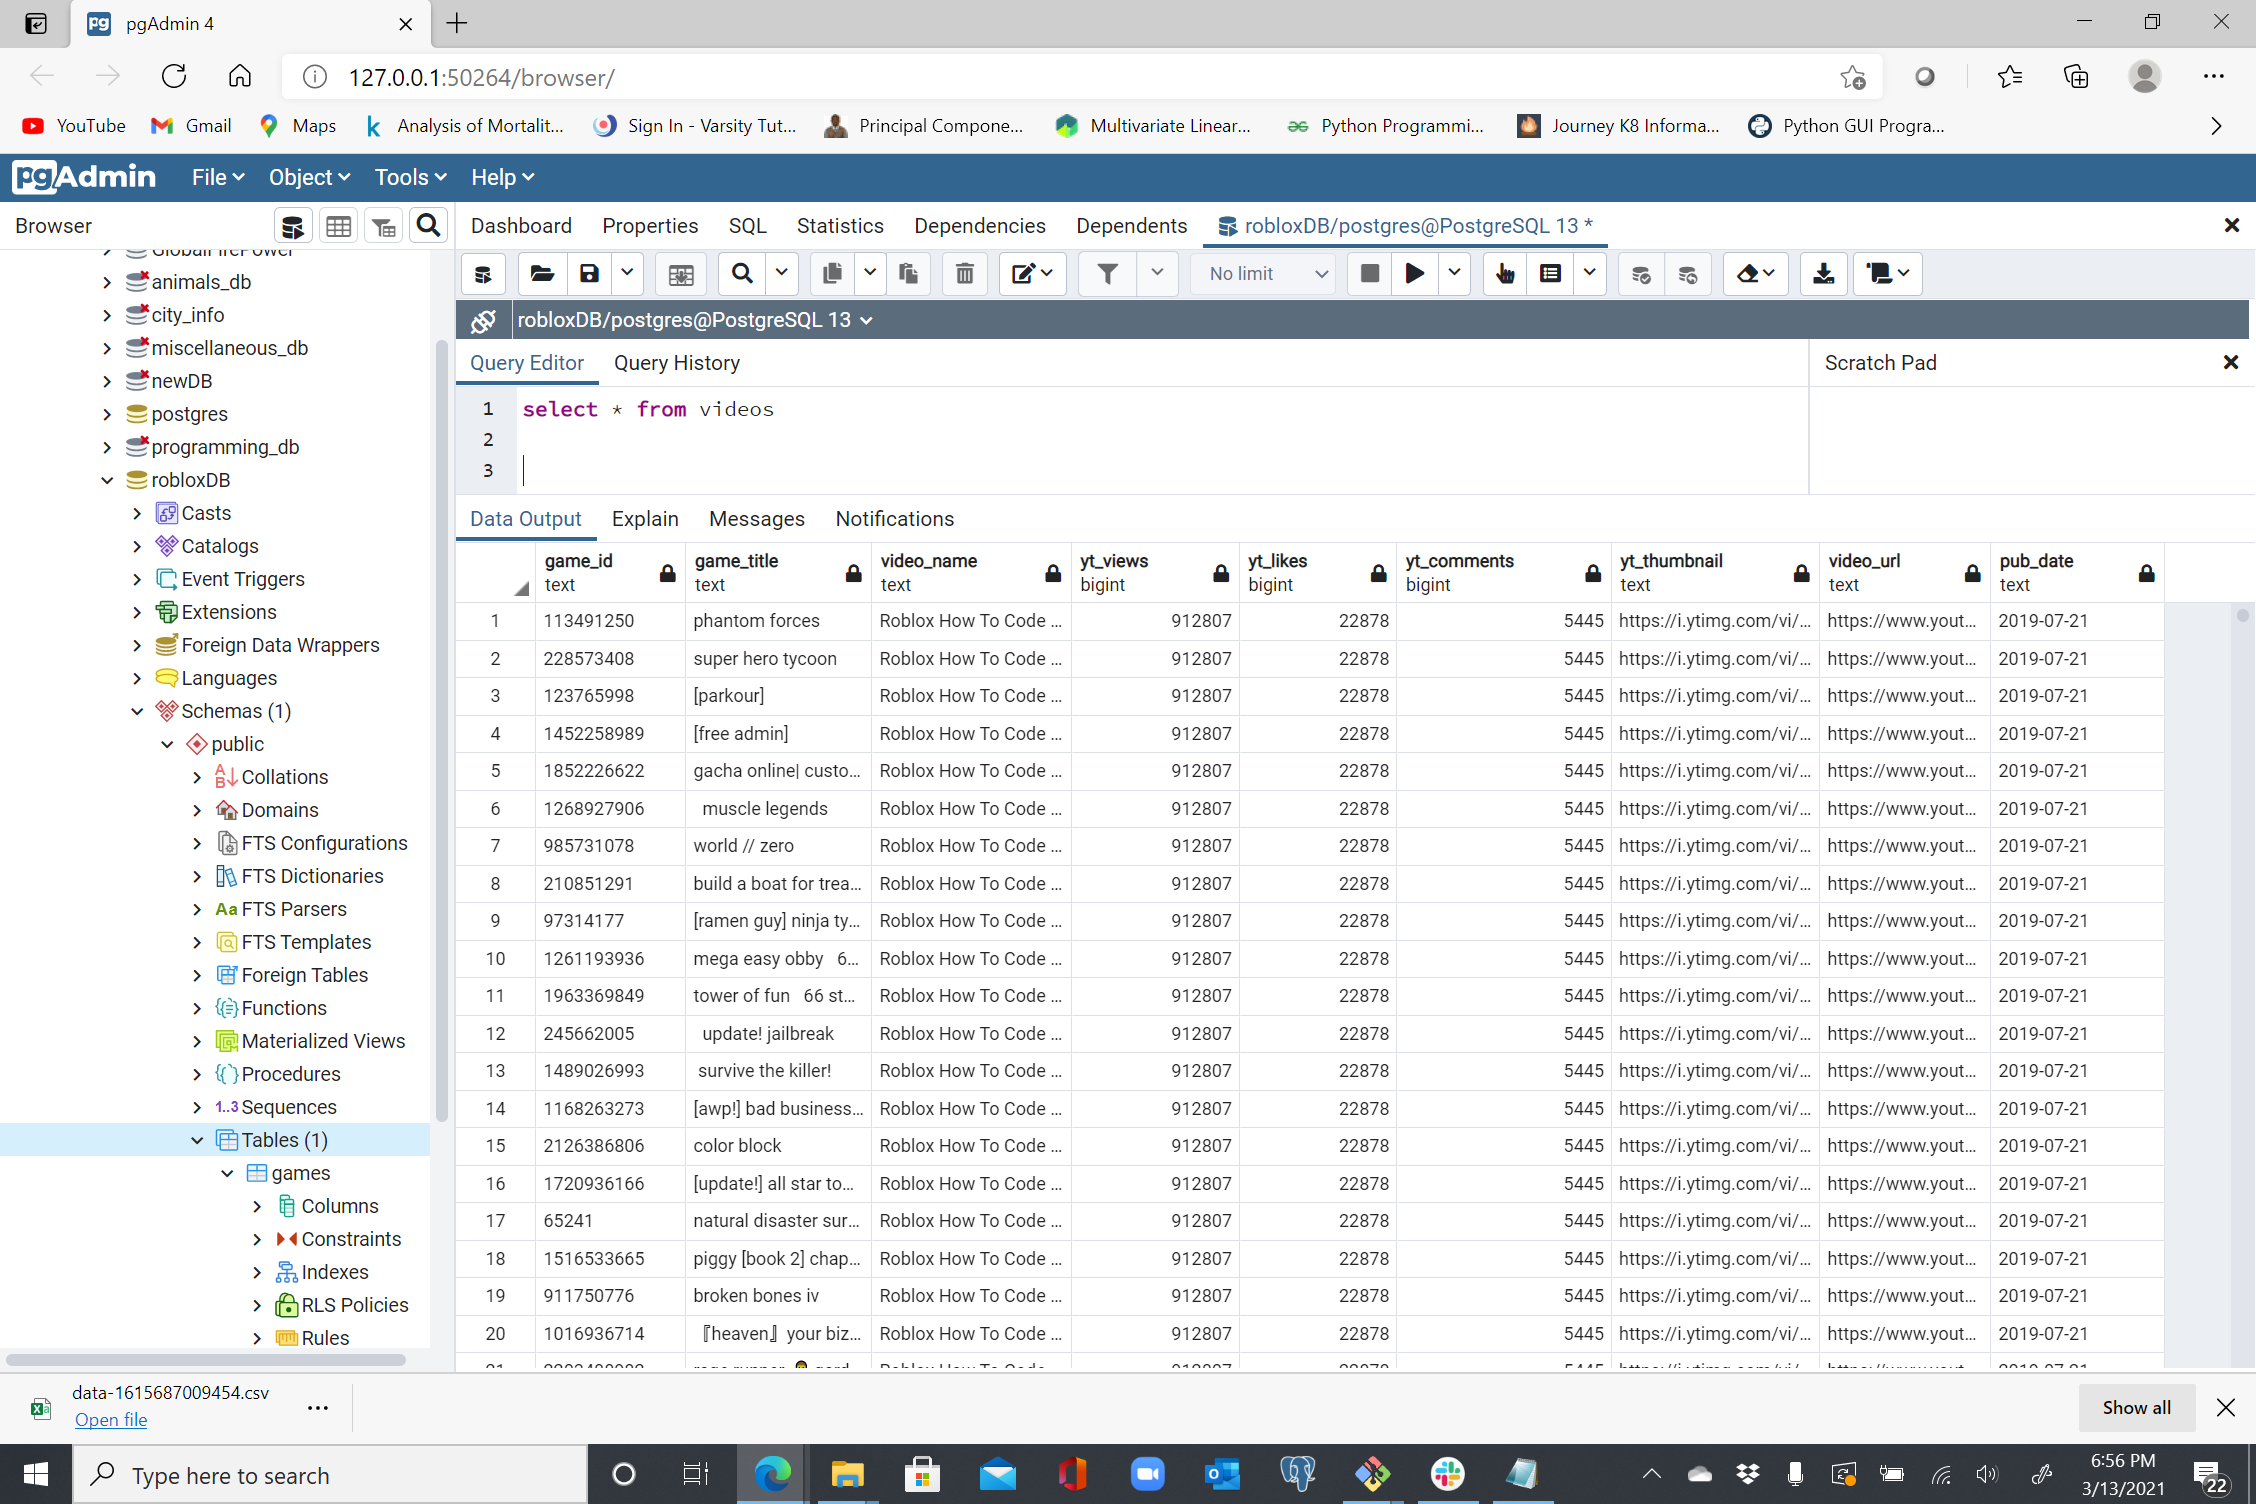 pgAdmin 4
127.0.0.1:50264/browser/
YouTube Gmail Maps Analysis of Mortalit... Sign In - Varsity Tut... Principal Compone... Multivariate Linear... Python Programmi... Journey K8 Informa... Python GUI Progra...
pgAdmin File Object Tools Help
Browser
Dashboard Properties SQL Statistics Dependencies Dependents robloxDB/postgres@PostgreSQL 13 *
No limit
robloxDB/postgres@PostgreSQL 13
Query Editor Query History
Scratch Pad
1 select * from videos
2
3
GlobalFirePower
animals_db
city_info
miscellaneous_db
newDB
postgres
programming_db
robloxDB
Casts
Catalogs
Event Triggers
Extensions
Foreign Data Wrappers
Languages
Schemas (1)
public
Collations
Domains
FTS Configurations
FTS Dictionaries
Aa FTS Parsers
FTS Templates
Foreign Tables
Functions
Materialized Views
Procedures
1..3 Sequences
Tables (1)
games
Columns
Constraints
Indexes
RLS Policies
Rules
Data Output Explain Messages Notifications
game_id game_title video_name yt_views yt_likes yt_comments yt_thumbnail video_url pub_date
text text text bigint bigint bigint text text text
1 113491250 phantom forces Roblox How To Code ... 912807 22878 5445 https://i.ytimg.com/vi/... https://www.yout... 2019-07-21
2 228573408 super hero tycoon Roblox How To Code ... 912807 22878 5445 https://i.ytimg.com/vi/... https://www.yout... 2019-07-21
3 123765998 [parkour] Roblox How To Code ... 912807 22878 5445 https://i.ytimg.com/vi/... https://www.yout... 2019-07-21
4 1452258989 [free admin] Roblox How To Code ... 912807 22878 5445 https://i.ytimg.com/vi/... https://www.yout... 2019-07-21
5 1852226622 gacha online| custo... Roblox How To Code ... 912807 22878 5445 https://i.ytimg.com/vi/... https://www.yout... 2019-07-21
6 1268927906 muscle legends Roblox How To Code ... 912807 22878 5445 https://i.ytimg.com/vi/... https://www.yout... 2019-07-21
7 985731078 world // zero Roblox How To Code ... 912807 22878 5445 https://i.ytimg.com/vi/... https://www.yout... 2019-07-21
8 210851291 build a boat for trea... Roblox How To Code ... 912807 22878 5445 https://i.ytimg.com/vi/... https://www.yout... 2019-07-21
9 97314177 [ramen guy] ninja ty... Roblox How To Code ... 912807 22878 5445 https://i.ytimg.com/vi/... https://www.yout... 2019-07-21
10 1261193936 mega easy obby 6... Roblox How To Code ... 912807 22878 5445 https://i.ytimg.com/vi/... https://www.yout... 2019-07-21
11 1963369849 tower of fun 66 st... Roblox How To Code ... 912807 22878 5445 https://i.ytimg.com/vi/... https://www.yout... 2019-07-21
12 245662005 update! jailbreak Roblox How To Code ... 912807 22878 5445 https://i.ytimg.com/vi/... https://www.yout... 2019-07-21
13 1489026993 survive the killer! Roblox How To Code ... 912807 22878 5445 https://i.ytimg.com/vi/... https://www.yout... 2019-07-21
14 1168263273 [awp!] bad business... Roblox How To Code ... 912807 22878 5445 https://i.ytimg.com/vi/... https://www.yout... 2019-07-21
15 2126386806 color block Roblox How To Code ... 912807 22878 5445 https://i.ytimg.com/vi/... https://www.yout... 2019-07-21
16 1720936166 [update!] all star to... Roblox How To Code ... 912807 22878 5445 https://i.ytimg.com/vi/... https://www.yout... 2019-07-21
17 65241 natural disaster sur... Roblox How To Code ... 912807 22878 5445 https://i.ytimg.com/vi/... https://www.yout... 2019-07-21
18 1516533665 piggy [book 2] chap... Roblox How To Code ... 912807 22878 5445 https://i.ytimg.com/vi/... https://www.yout... 2019-07-21
19 911750776 broken bones iv Roblox How To Code ... 912807 22878 5445 https://i.ytimg.com/vi/... https://www.yout... 2019-07-21
20 1016936714 『heaven』your biz... Roblox How To Code ... 912807 22878 5445 https://i.ytimg.com/vi/... https://www.yout... 2019-07-21
data-1615687009454.csv
Open file
Show all
Type here to search
6:56 PM
3/13/2021
22